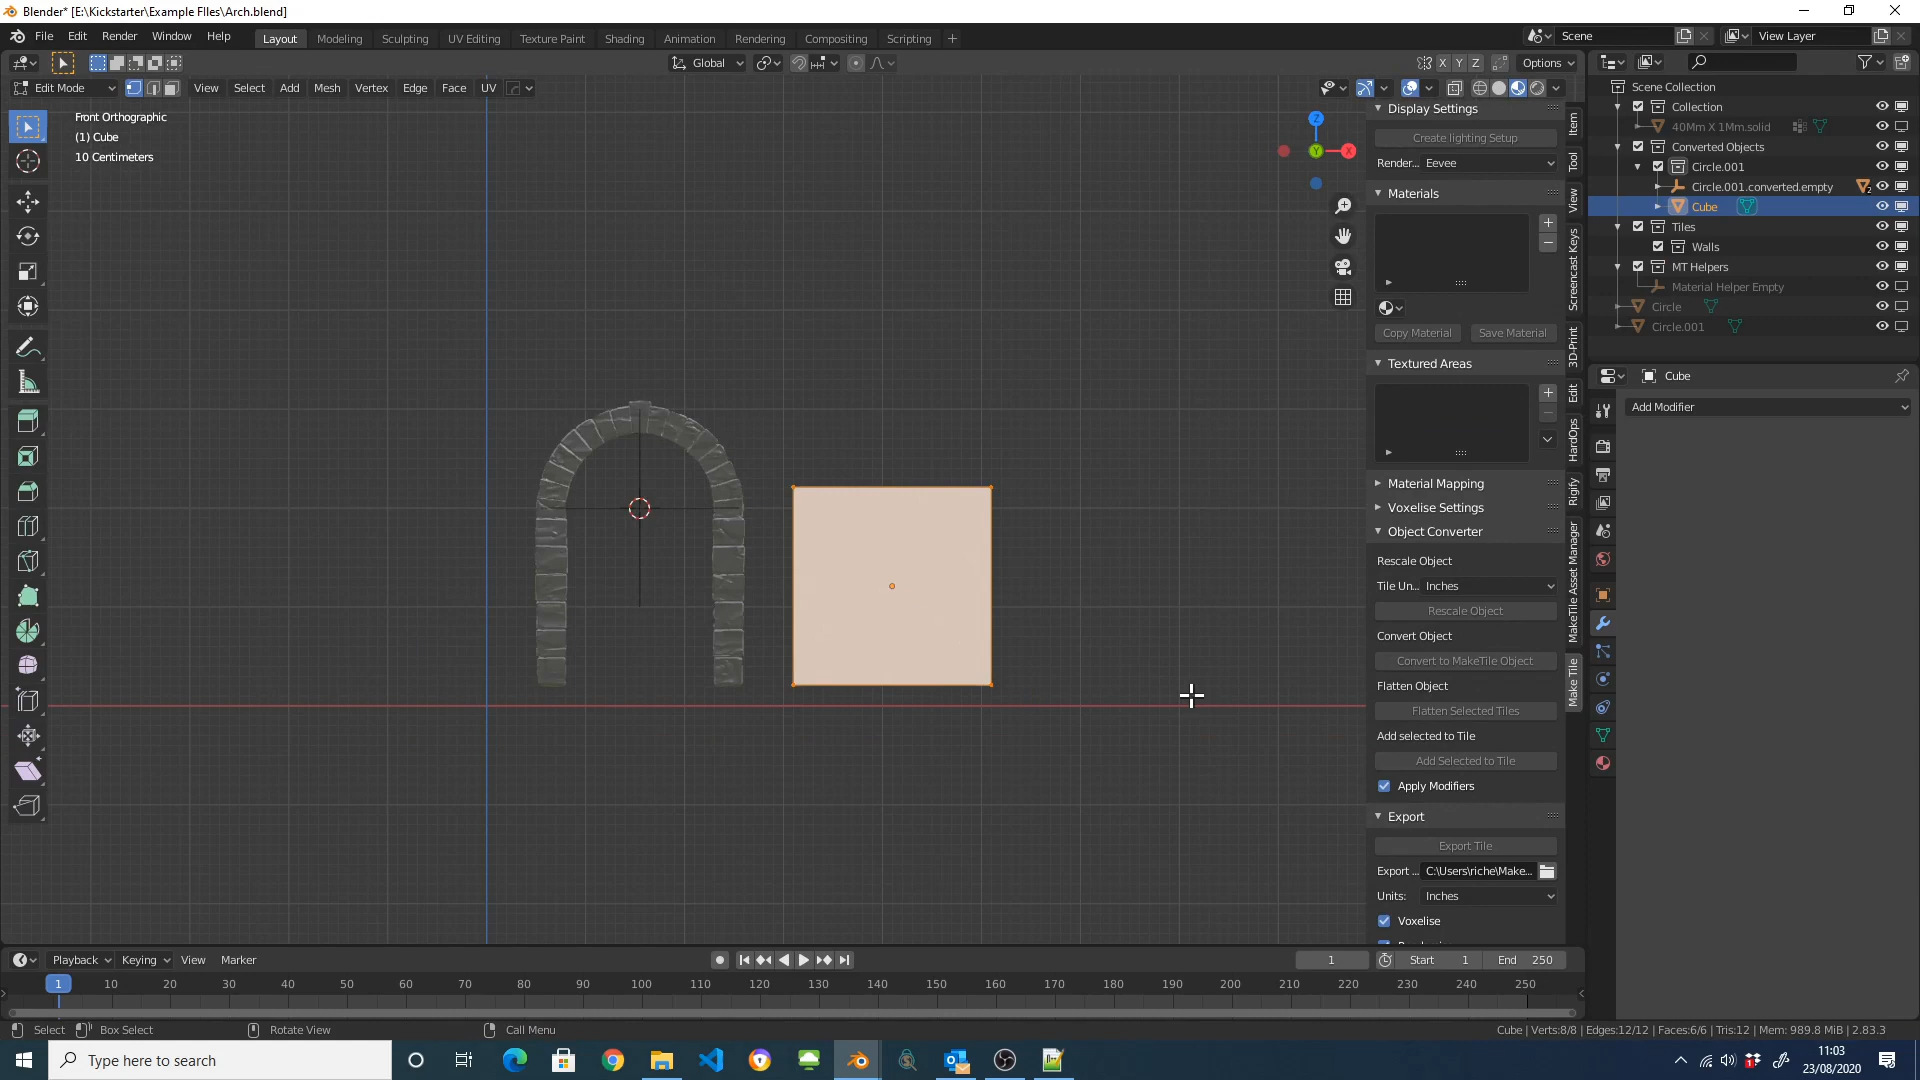 Blender* [E:\Kickstarter\Example FIles\Arch.blend]
File Edit Render Window Help
Layout Modeling Sculpting UV Editing Texture Paint Shading Animation Rendering Compositing Scripting +
Scene
View Layer
Global
X Y Z
Options
Edit Mode
View Select Add Mesh Vertex Edge Face UV
Front Orthographic
(1) Cube
10 Centimeters
Z
Y
X
Display Settings
Create lighting Setup
Render... Eevee
Materials
Copy Material Save Material
Textured Areas
Material Mapping
Voxelise Settings
Object Converter
Rescale Object
Tile Un... Inches
Rescale Object
Convert Object
Convert to MakeTile Object
Flatten Object
Flatten Selected Tiles
Add selected to Tile
Add Selected to Tile
Apply Modifiers
Export
Export Tile
Export ... C:\Users\riche\Make...
Units: Inches
Voxelise
Item
Tool
View
Screencast Keys
3D-Print
Edit
HardOps
Rigify
MakeTile Asset Manager
Make Tile
Scene Collection
Collection
40Mm X 1Mm.solid
Converted Objects
Circle.001
Circle.001.converted.empty
2
Cube
Tiles
Walls
MT Helpers
Material Helper Empty
Circle
Circle.001
Cube
Add Modifier
Playback Keying View Marker
1
Start 1
End 250
1 10 20 30 40 50 60 70 80 90 100 110 120 130 140 150 160 170 180 190 200 210 220 230 240 250
Select Box Select Rotate View Call Menu
Cube | Verts:8/8 | Edges:12/12 | Faces:6/6 | Tris:12 | Mem: 989.8 MiB | 2.83.3
Type here to search
11:03
23/08/2020